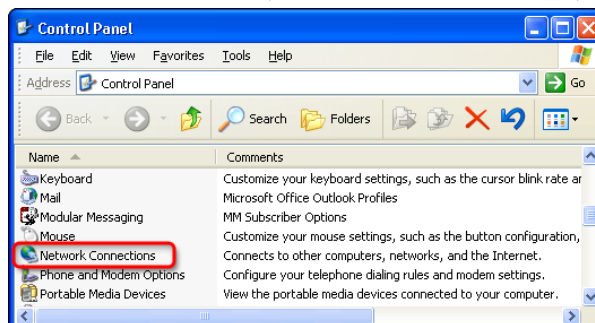 Control Panel
File Edit View Favorites Tools Help
Address Control Panel Go
Back Search Folders
Name Comments
Keyboard Customize your keyboard settings, such as the cursor blink rate ar
Mail Microsoft Office Outlook Profiles
Modular Messaging MM Subscriber Options
Mouse Customize your mouse settings, such as the button configuration,
Network Connections Connects to other computers, networks, and the Internet.
Phone and Modem Options Configure your telephone dialing rules and modem settings.
Portable Media Devices View the portable media devices connected to your computer.